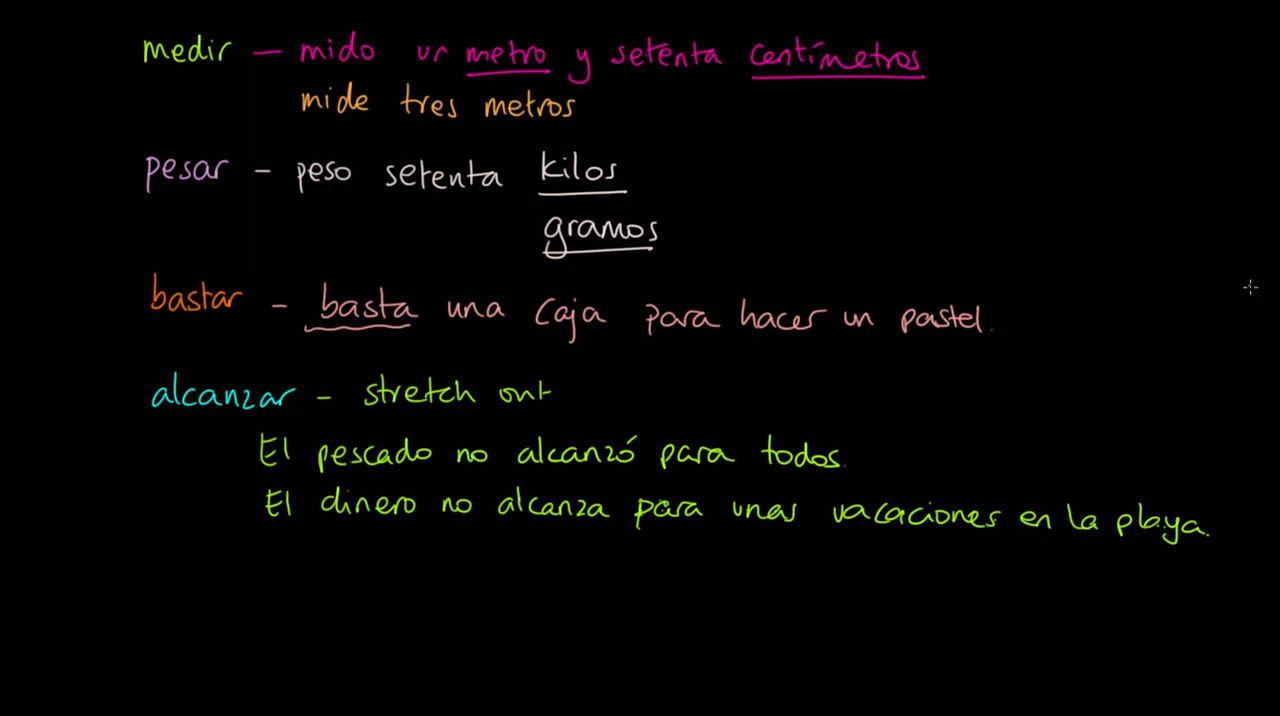 medir – mido un metro y setenta centímetros
mide tres metros
pesar – peso setenta kilos
gramos
bastar – basta una caja para hacer un pastel.
alcanzar – stretch out
El pescado no alcanzó para todos.
El dinero no alcanza para unas vacaciones en la playa.